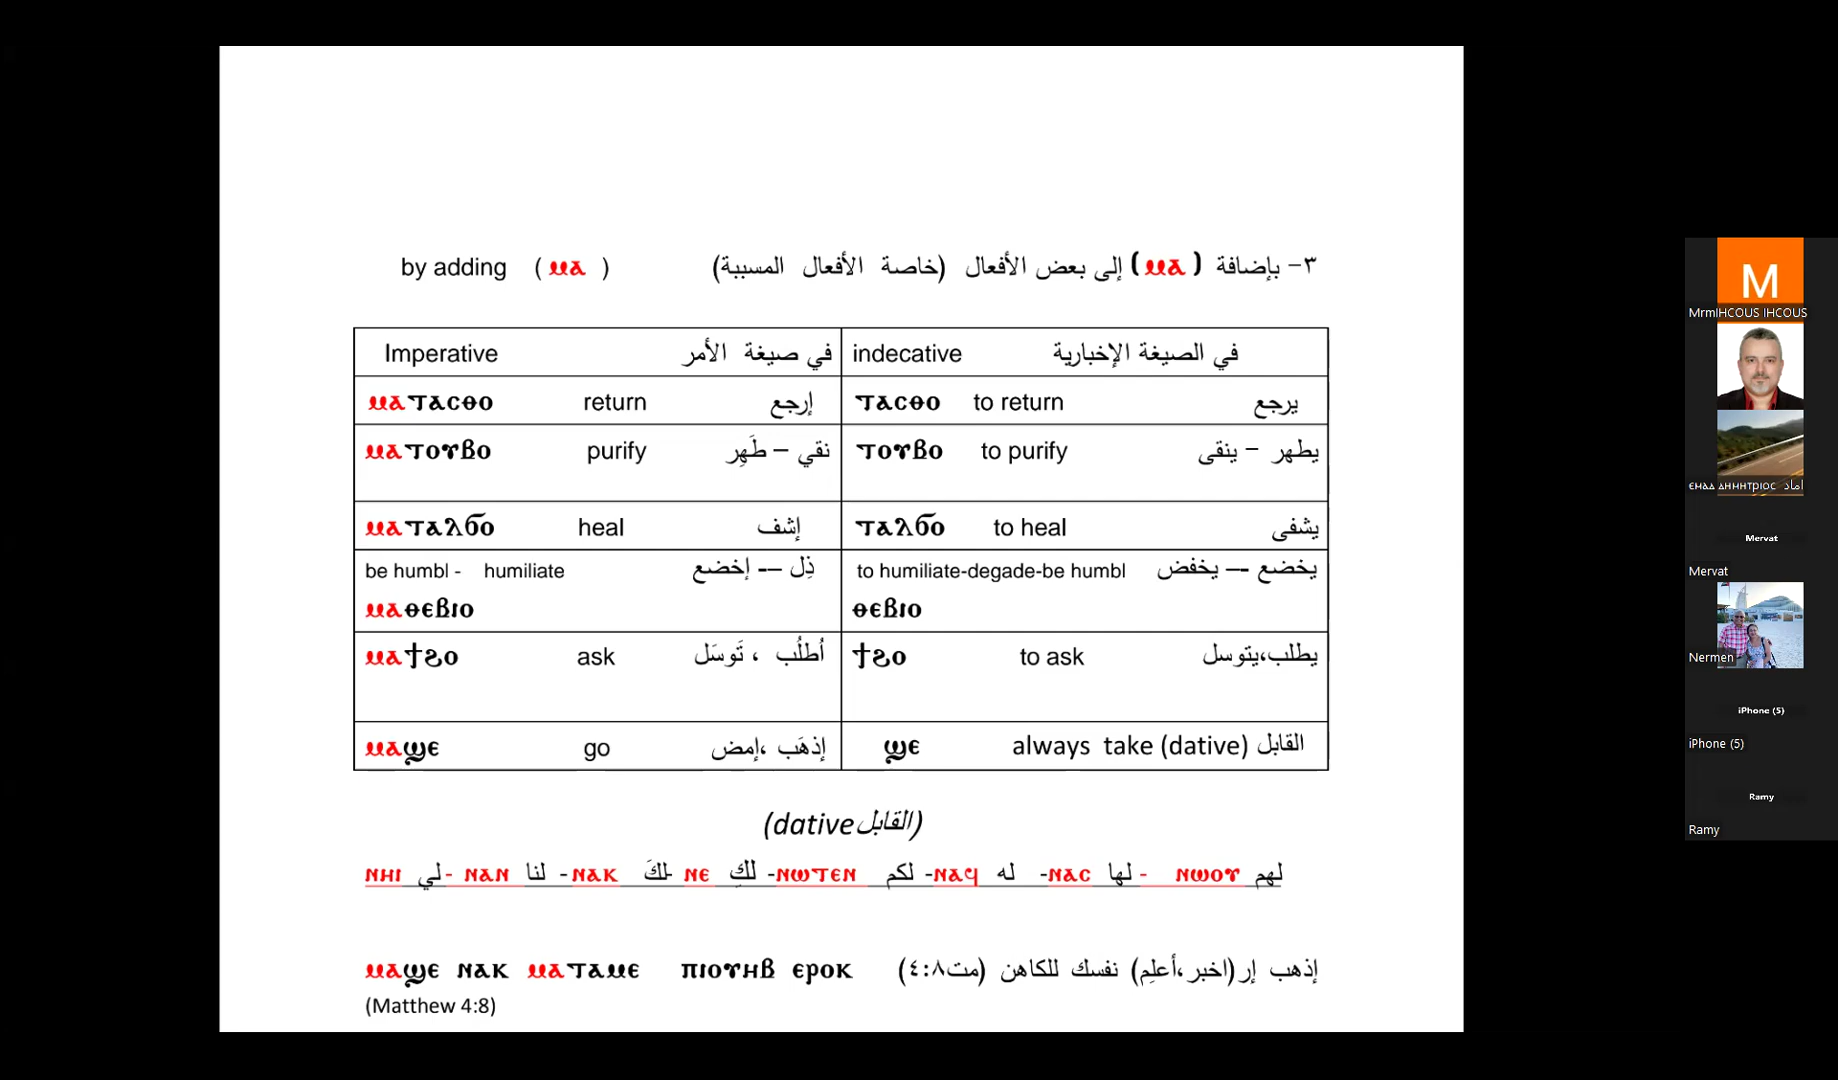 ٣- بإضافة (ⲙⲁ) إلى بعض الأفعال (خاصة الأفعال المسببة) by adding (ⲙⲁ)
Imperative في صيغة الأمر indecative في الصيغة الإخبارية
ⲙⲁⲧⲁⲥⲑⲟ return إرجع ⲧⲁⲥⲑⲟ to return يرجع
ⲙⲁⲧⲟⲩⲃⲟ purify نقي – طَهِر ⲧⲟⲩⲃⲟ to purify يطهر – ينقى
ⲙⲁⲧⲁⲗϭⲟ heal إشف ⲧⲁⲗϭⲟ to heal يشفى
be humbl - humiliate ذِل –- إخضع to humiliate-degade-be humbl يخضع –- يخفض
ⲙⲁⲑⲉⲃⲓⲟ ⲑⲉⲃⲓⲟ
ⲙⲁϯϩⲟ ask أُطلُب ، تَوسَل ϯϩⲟ to ask يطلب،يتوسل
ⲙⲁϣⲉ go إذهَب ،إمض ϣⲉ always take (dative) القابل
(dative القابل)
ⲛⲏⲓ لي - ⲛⲁⲛ لنا - ⲛⲁⲕ لكَ - ⲛⲉ لكِ - ⲛⲱⲧⲉⲛ لكم - ⲛⲁϥ له - ⲛⲁⲥ لها - ⲛⲱⲟⲩ لهم
ⲙⲁϣⲉ ⲛⲁⲕ ⲙⲁⲧⲁⲙⲉ ⲡⲓⲟⲩⲏⲃ ⲉⲣⲟⲕ إذهب إر(اخبر،أعلِم) نفسك للكاهن (مت٤:٨)
(Matthew 4:8)
M
MrmIHCOUS IHCOUS
ⲉⲙⲁⲇ ⲇⲏⲙⲏⲧⲣⲓⲟⲥ اماد
Mervat
Mervat
Nermen
iPhone (5)
iPhone (5)
Ramy
Ramy